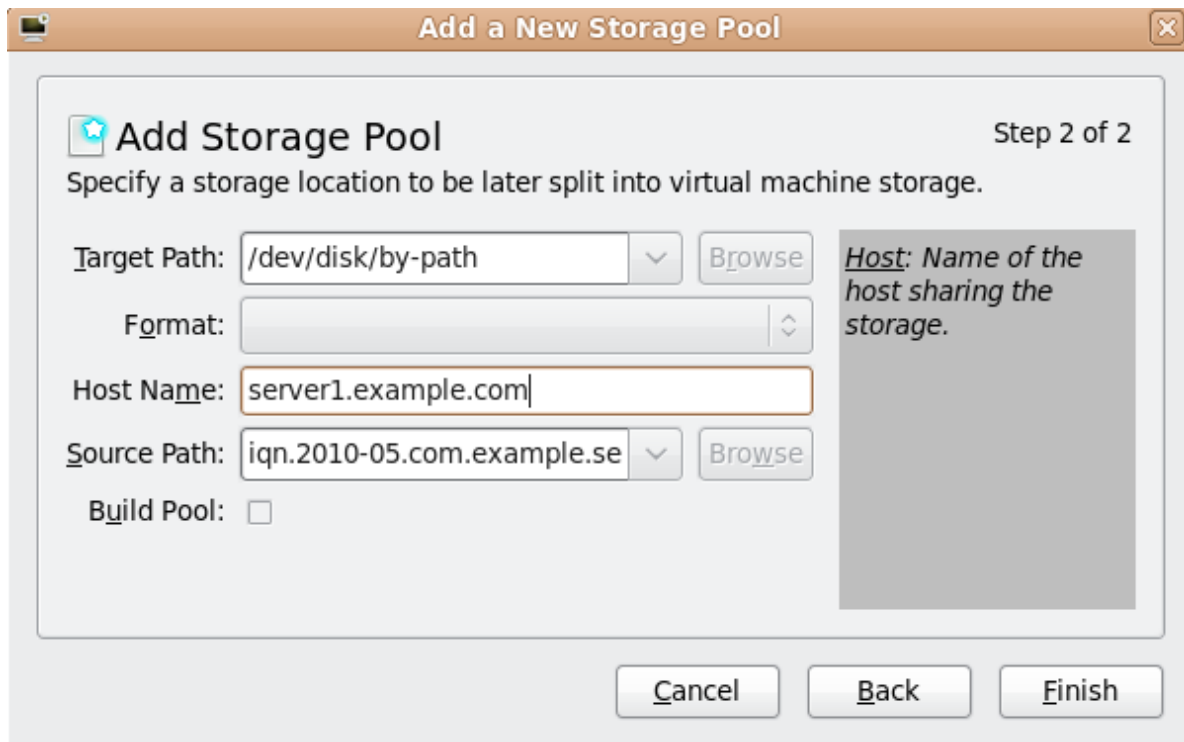 Add a New Storage Pool
Add Storage Pool
Step 2 of 2
Specify a storage location to be later split into virtual machine storage.
Target Path: /dev/disk/by-path Browse
Format:
Host Name: server1.example.com
Source Path: iqn.2010-05.com.example.se Browse
Build Pool:
Host: Name of the
host sharing the
storage.
Cancel Back Finish